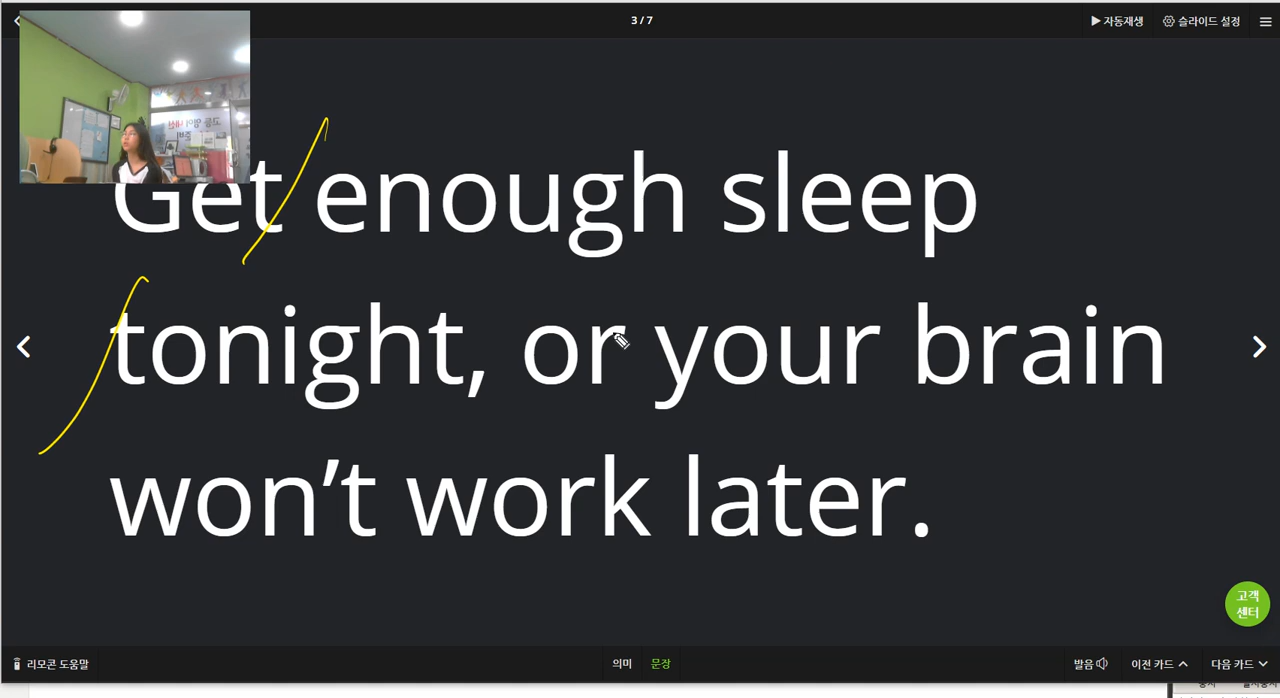 3 / 7
자동재생
슬라이드 설정
Get enough sleep
tonight, or your brain
won't work later.
고객
센터
리모콘 도움말
의미
문장
발음
이전 카드
다음 카드